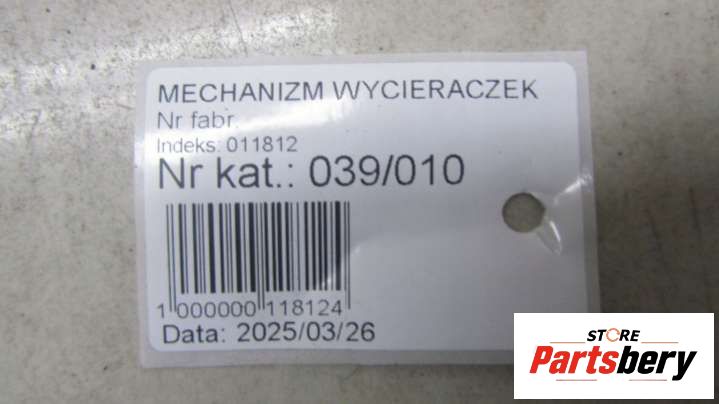 MECHANIZM WYCIERACZEK
Nr fabr.
Indeks: 011812
Nr kat.: 039/010
1 000000 118124
Data: 2025/03/26
STORE
Partsbery